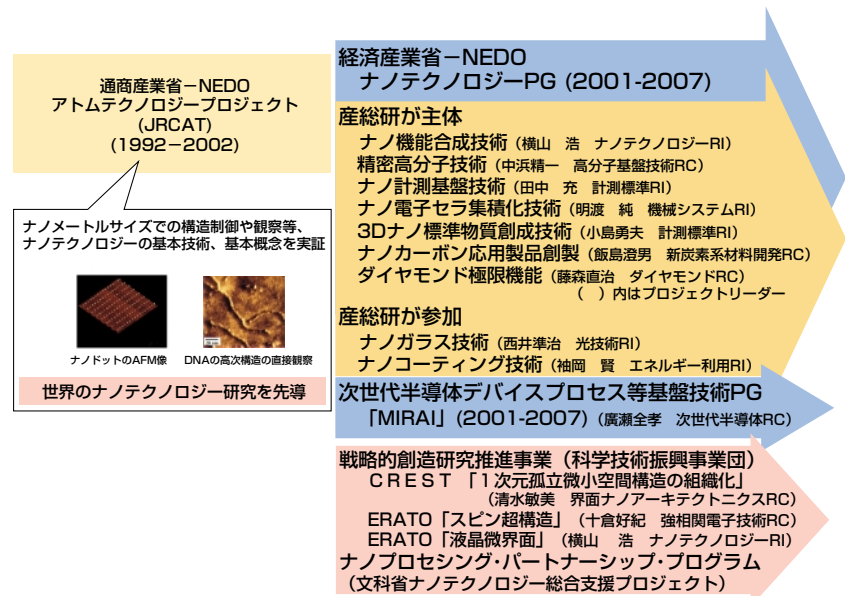 通商産業省－NEDO
アトムテクノロジープロジェクト
(JRCAT)
(1992－2002)
ナノメートルサイズでの構造制御や観察等、
ナノテクノロジーの基本技術、基本概念を実証
ナノドットのAFM像 DNAの高次構造の直接観察
世界のナノテクノロジー研究を先導
経済産業省－NEDO
ナノテクノロジーPG (2001-2007)
産総研が主体
ナノ機能合成技術（横山　浩　ナノテクノロジーRI）
精密高分子技術（中浜精一　高分子基盤技術RC）
ナノ計測基盤技術（田中　充　計測標準RI）
ナノ電子セラ集積化技術（明渡　純　機械システムRI）
3Dナノ標準物質創成技術（小島勇夫　計測標準RI）
ナノカーボン応用製品創製（飯島澄男　新炭素系材料開発RC）
ダイヤモンド極限機能（藤森直治　ダイヤモンドRC）
（　）内はプロジェクトリーダー
産総研が参加
ナノガラス技術（西井準治　光技術RI）
ナノコーティング技術（袖岡　賢　エネルギー利用RI）
次世代半導体デバイスプロセス等基盤技術PG
「MIRAI」(2001-2007)（廣瀬全孝　次世代半導体RC）
戦略的創造研究推進事業（科学技術振興事業団）
ＣＲＥＳＴ「１次元孤立微小空間構造の組織化」
（清水敏美　界面ナノアーキテクトニクスRC）
ERATO「スピン超構造」（十倉好紀　強相関電子技術RC）
ERATO「液晶微界面」（横山　浩　ナノテクノロジーRI）
ナノプロセシング・パートナーシップ・プログラム
（文科省ナノテクノロジー総合支援プロジェクト）